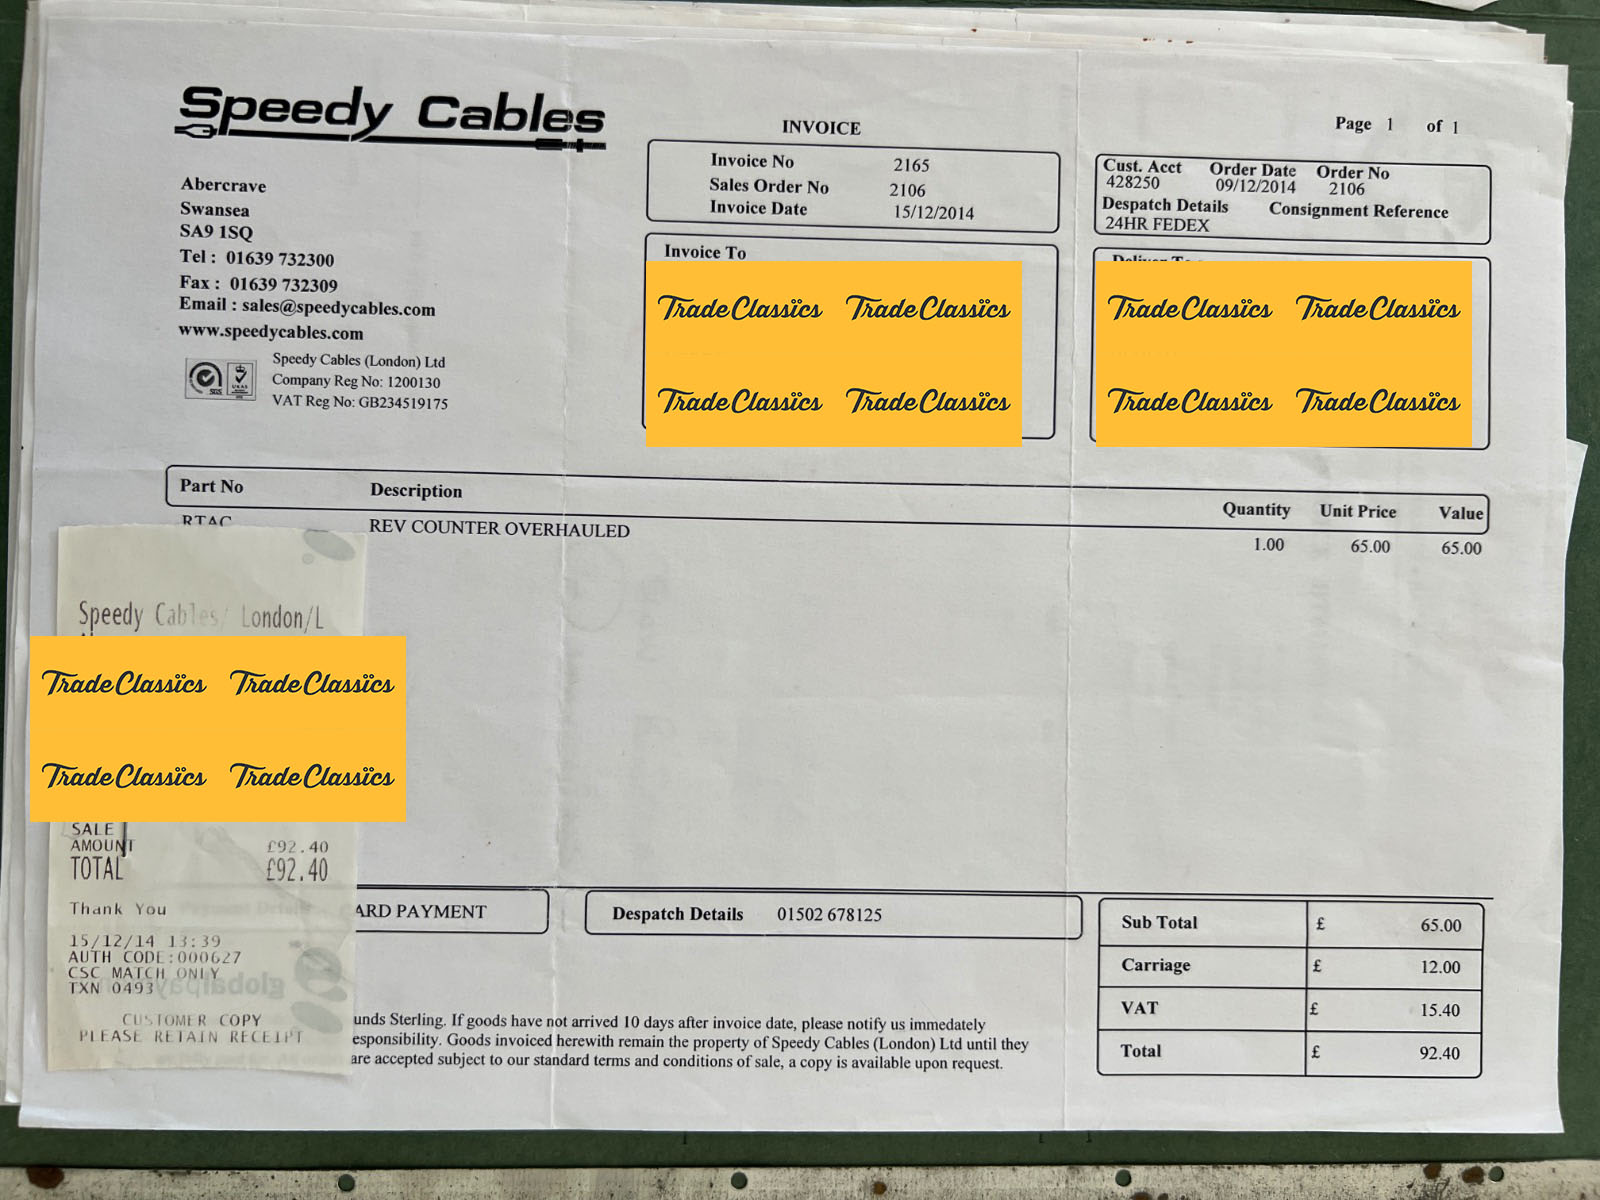 Speedy Cables
INVOICE
Page 1 of 1
Abercrave
Swansea
SA9 1SQ
Tel : 01639 732300
Fax : 01639 732309
Email : sales@speedycables.com
www.speedycables.com
Speedy Cables (London) Ltd
Company Reg No: 1200130
VAT Reg No: GB234519175
SGS
UKAS
Invoice No 2165
Sales Order No 2106
Invoice Date 15/12/2014
Cust. Acct Order Date Order No
428250 09/12/2014 2106
Despatch Details Consignment Reference
24HR FEDEX
Invoice To
Deliver To
TradeClassics TradeClassics
TradeClassics TradeClassics
TradeClassics TradeClassics
TradeClassics TradeClassics
Part No Description Quantity Unit Price Value
RTAC REV COUNTER OVERHAULED 1.00 65.00 65.00
Speedy Cables/ London/L
TradeClassics TradeClassics
TradeClassics TradeClassics
SALE
AMOUNT £92.40
TOTAL £92.40
Thank You
15/12/14 13:39
AUTH CODE:000627
CSC MATCH ONLY
TXN 0493
CUSTOMER COPY
PLEASE RETAIN RECEIPT
ARD PAYMENT
Despatch Details 01502 678125
Sub Total £ 65.00
Carriage £ 12.00
VAT £ 15.40
Total £ 92.40
unds Sterling. If goods have not arrived 10 days after invoice date, please notify us immedately
esponsibility. Goods invoiced herewith remain the property of Speedy Cables (London) Ltd until they
are accepted subject to our standard terms and conditions of sale, a copy is available upon request.